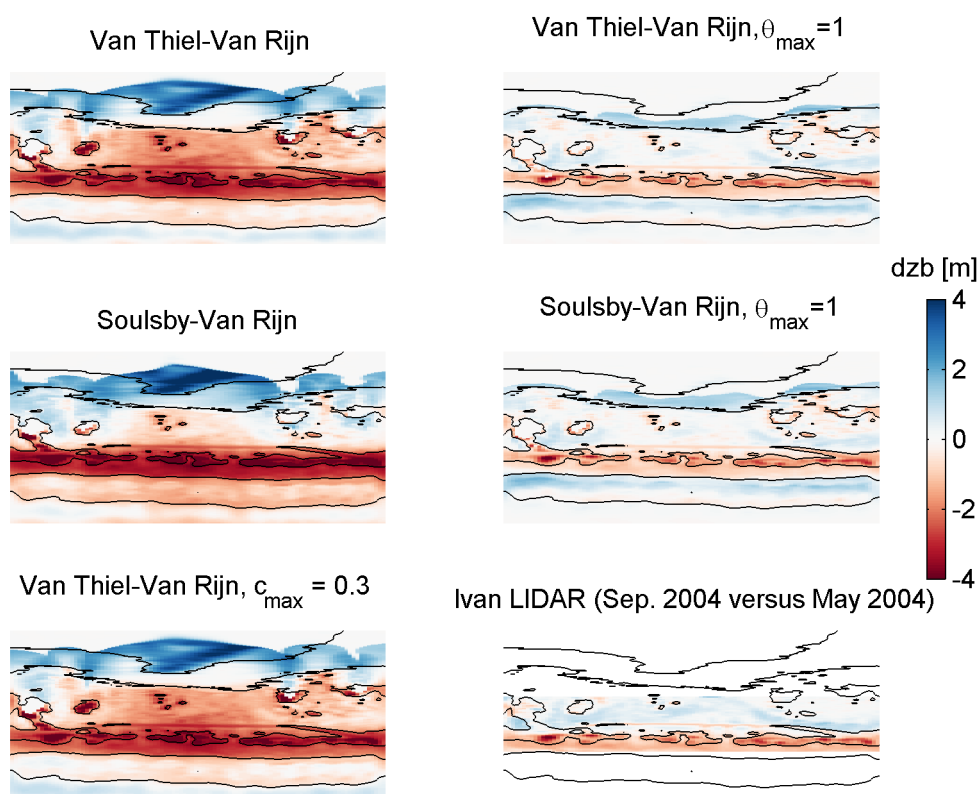 Van Thiel-Van Rijn
Van Thiel-Van Rijn,θmax=1
Soulsby-Van Rijn
Soulsby-Van Rijn, θmax=1
dzb [m]
4
2
0
-2
-4
Van Thiel-Van Rijn, cmax = 0.3
Ivan LIDAR (Sep. 2004 versus May 2004)